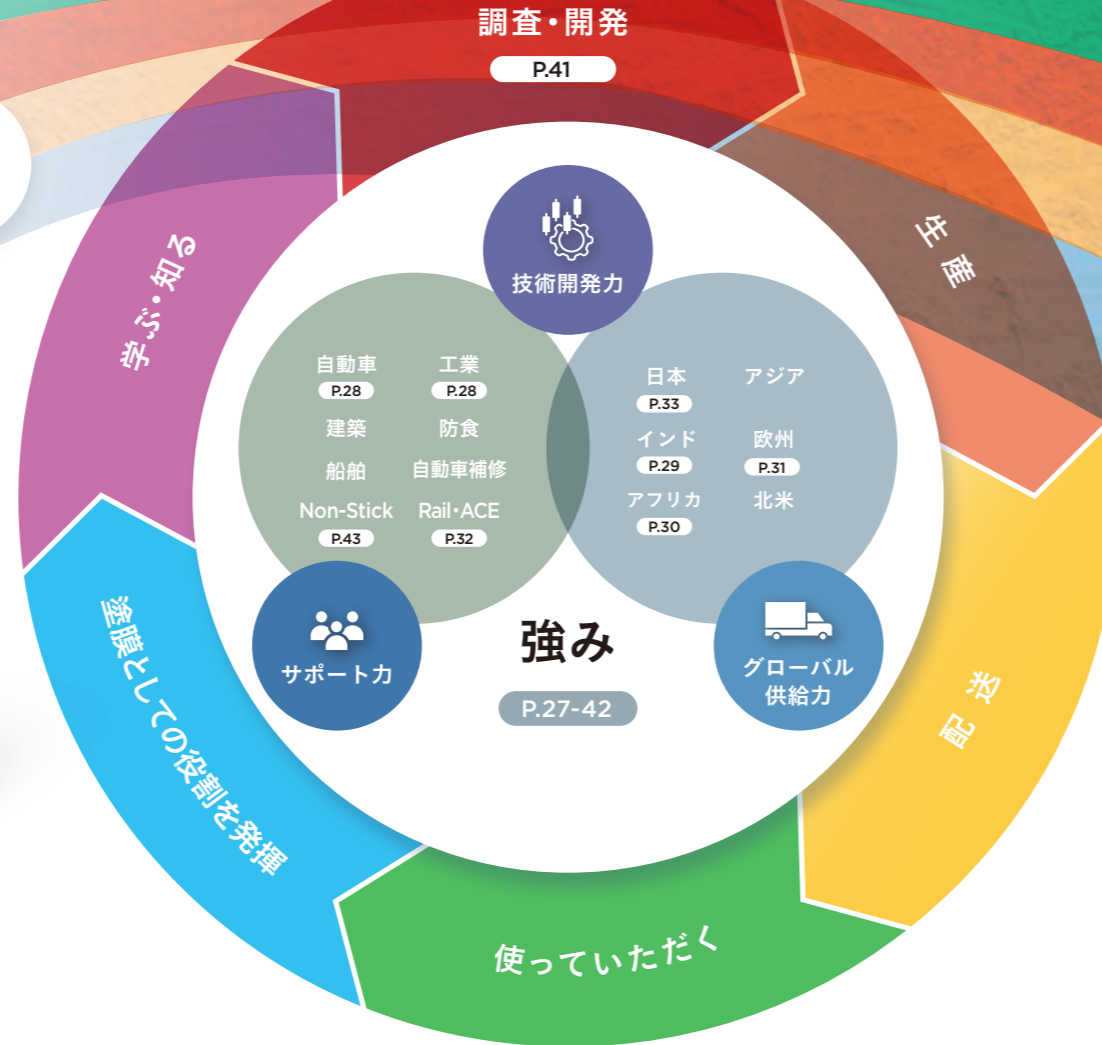 調査・開発
P.41
生産
配送
使っていただく
塗膜としての役割を発揮
学ぶ・知る
技術開発力
自動車
P.28
工業
P.28
建築
防食
船舶
自動車補修
Non-Stick
P.43
Rail・ACE
P.32
日本
P.33
アジア
インド
P.29
欧州
P.31
アフリカ
P.30
北米
サポート力
強み
P.27-42
グローバル
供給力